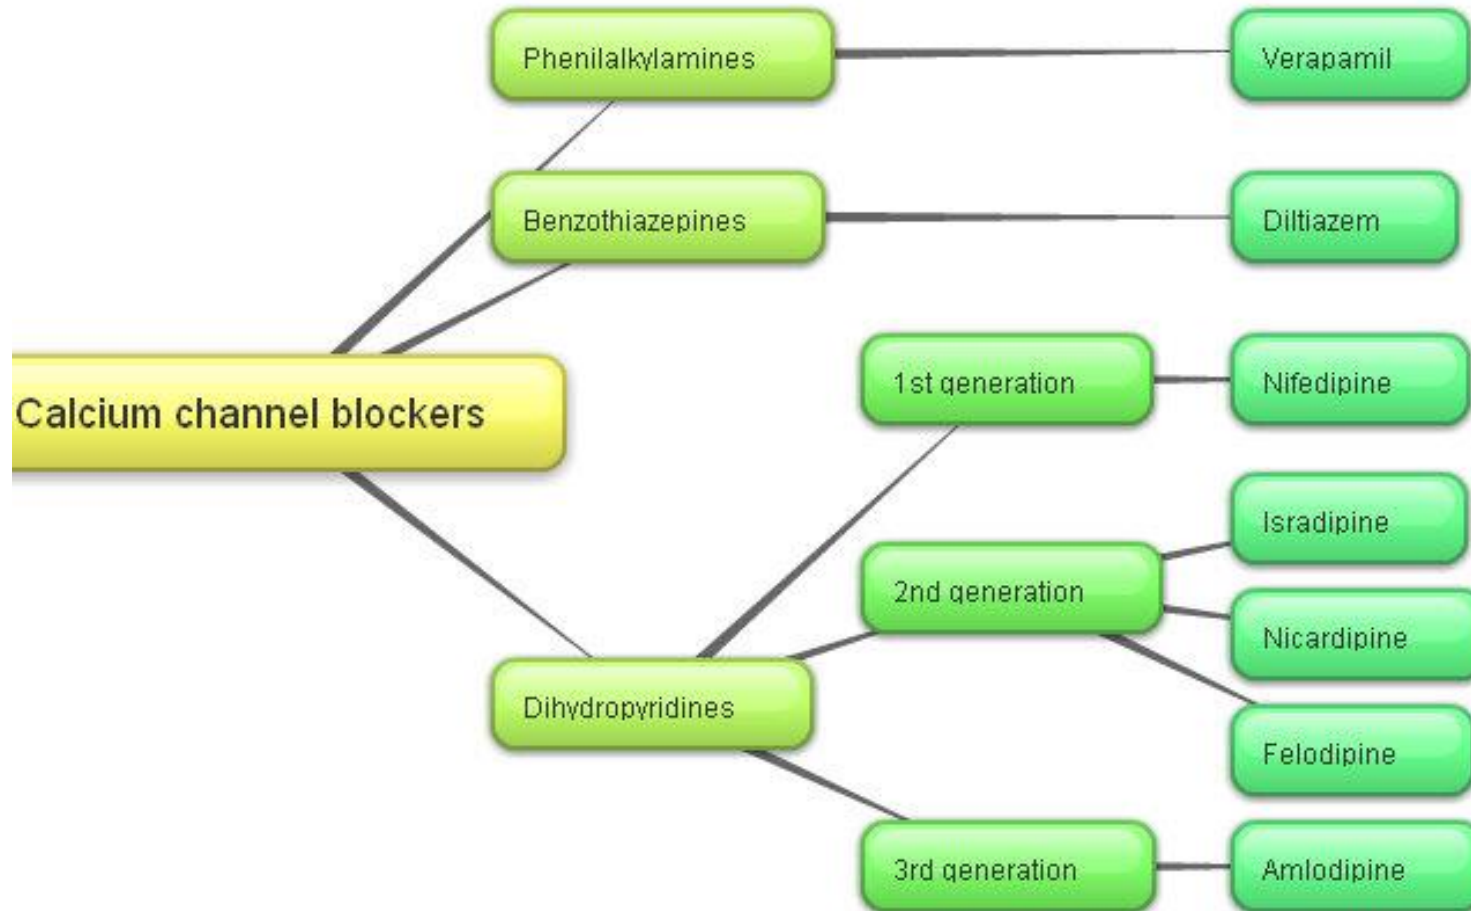 Phenilalkylamines
Verapamil
Benzothiazepines
Diltiazem
Calcium channel blockers
1st generation
Nifedipine
Isradipine
2nd generation
Nicardipine
Dihydropyridines
Felodipine
3rd generation
Amlodipine